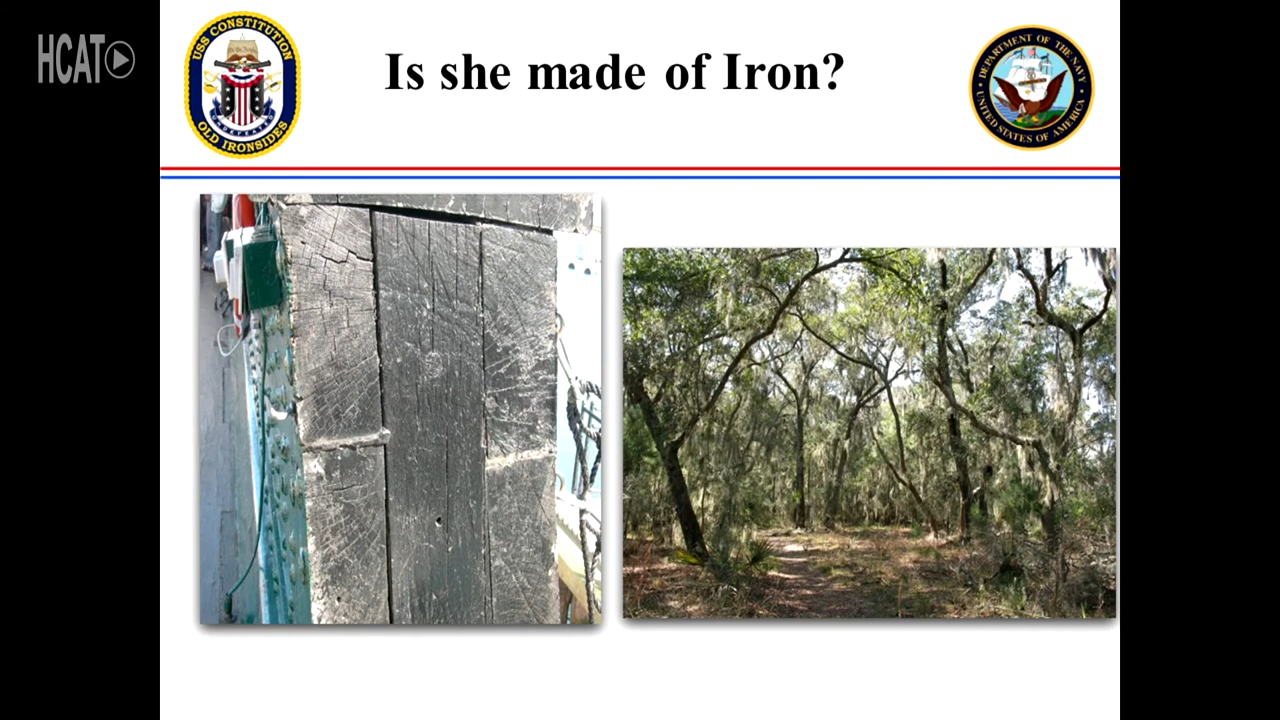 HCAT
USS CONSTITUTION
OLD IRONSIDES
Is she made of Iron?
DEPARTMENT OF THE NAVY
UNITED STATES OF AMERICA